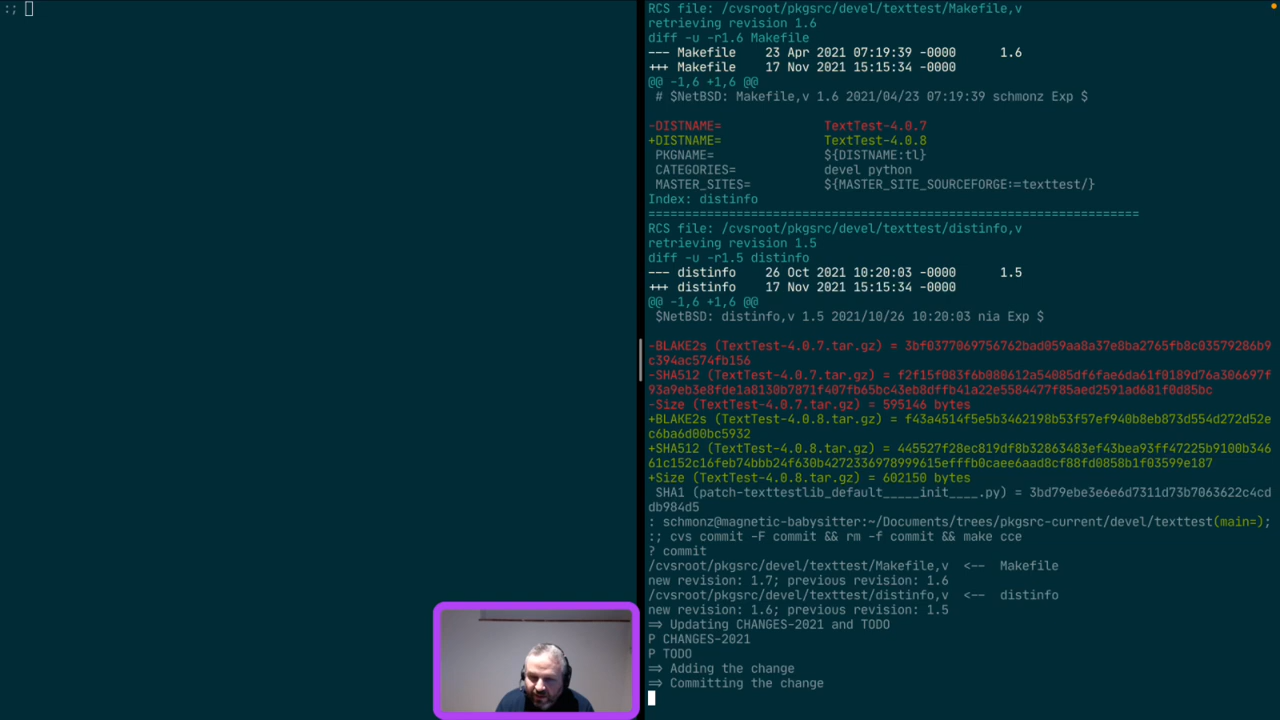 :;
RCS file: /cvsroot/pkgsrc/devel/texttest/Makefile,v
retrieving revision 1.6
diff -u -r1.6 Makefile
--- Makefile    23 Apr 2021 07:19:39 -0000      1.6
+++ Makefile    17 Nov 2021 15:15:34 -0000
@@ -1,6 +1,6 @@
 # $NetBSD: Makefile,v 1.6 2021/04/23 07:19:39 schmonz Exp $
-DISTNAME=              TextTest-4.0.7
+DISTNAME=              TextTest-4.0.8
 PKGNAME=               ${DISTNAME:tl}
 CATEGORIES=            devel python
 MASTER_SITES=          ${MASTER_SITE_SOURCEFORGE:=texttest/}
Index: distinfo
===================================================================
RCS file: /cvsroot/pkgsrc/devel/texttest/distinfo,v
retrieving revision 1.5
diff -u -r1.5 distinfo
--- distinfo    26 Oct 2021 10:20:03 -0000      1.5
+++ distinfo    17 Nov 2021 15:15:34 -0000
@@ -1,6 +1,6 @@
 $NetBSD: distinfo,v 1.5 2021/10/26 10:20:03 nia Exp $
-BLAKE2s (TextTest-4.0.7.tar.gz) = 3bf0377069756762bad059aa8a37e8ba2765fb8c03579286b9
c394ac574fb156
-SHA512 (TextTest-4.0.7.tar.gz) = f2f15f083f6b080612a54085df6fae6da61f0189d76a306697f
93a9eb3e8fde1a8130b7871f407fb65bc43eb8dffb41a22e5584477f85aed2591ad681f0d85bc
-Size (TextTest-4.0.7.tar.gz) = 595146 bytes
+BLAKE2s (TextTest-4.0.8.tar.gz) = f43a4514f5e5b3462198b53f57ef940b8eb873d554d272d52e
c6ba6d00bc5932
+SHA512 (TextTest-4.0.8.tar.gz) = 445527f28ec819df8b32863483ef43bea93ff47225b9100b346
61c152c16feb74bbb24f630b4272336978999615efffb0caee6aad8cf88fd0858b1f03599e187
+Size (TextTest-4.0.8.tar.gz) = 602150 bytes
 SHA1 (patch-texttestlib_default_____init____.py) = 3bd79ebe3e6e6d7311d73b7063622c4cd
db984d5
: schmonz@magnetic-babysitter:~/Documents/trees/pkgsrc-current/devel/texttest(main=);
:; cvs commit -F commit && rm -f commit && make cce
? commit
/cvsroot/pkgsrc/devel/texttest/Makefile,v  <--  Makefile
new revision: 1.7; previous revision: 1.6
/cvsroot/pkgsrc/devel/texttest/distinfo,v  <--  distinfo
new revision: 1.6; previous revision: 1.5
=> Updating CHANGES-2021 and TODO
P CHANGES-2021
P TODO
=> Adding the change
=> Committing the change